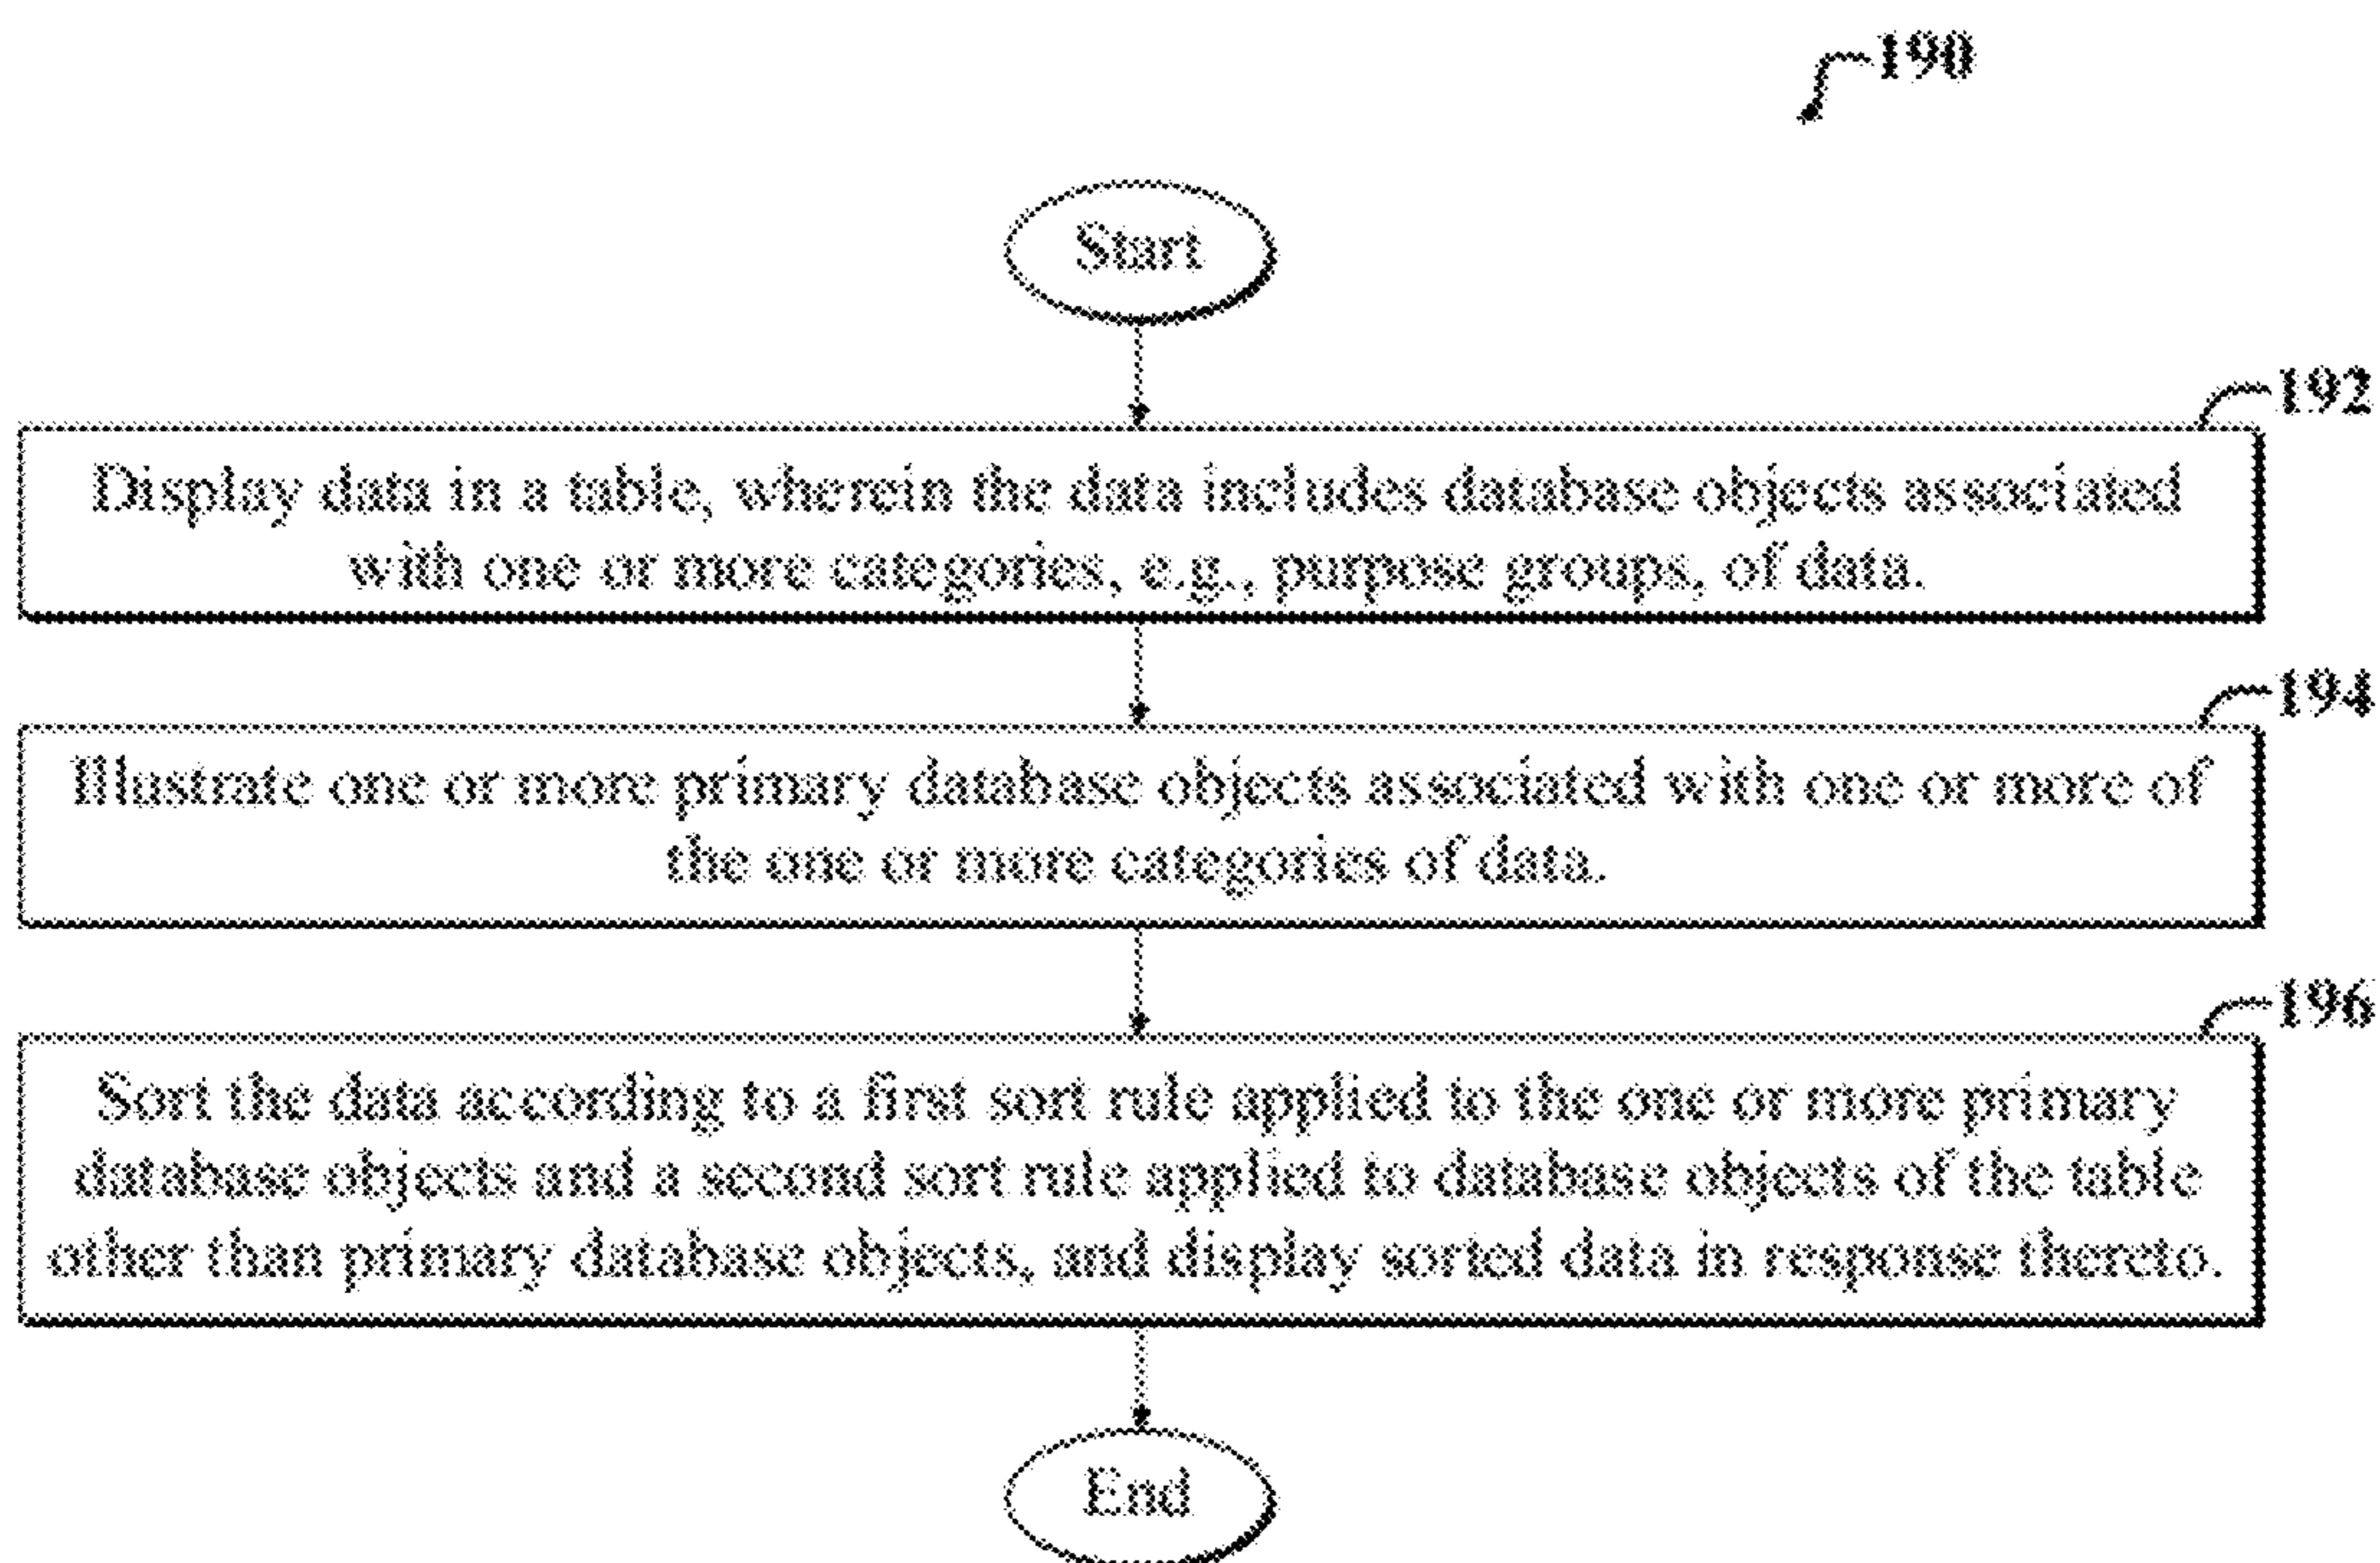 190
Start
192
Display data in a table, wherein the data includes database objects associated
with one or more categories, e.g., purpose groups, of data.
194
Illustrate one or more primary database objects associated with one or more of
the one or more categories of data.
196
Sort the data according to a first sort rule applied to the one or more primary
database objects and a second sort rule applied to database objects of the table
other than primary database objects, and display sorted data in response thereto.
End